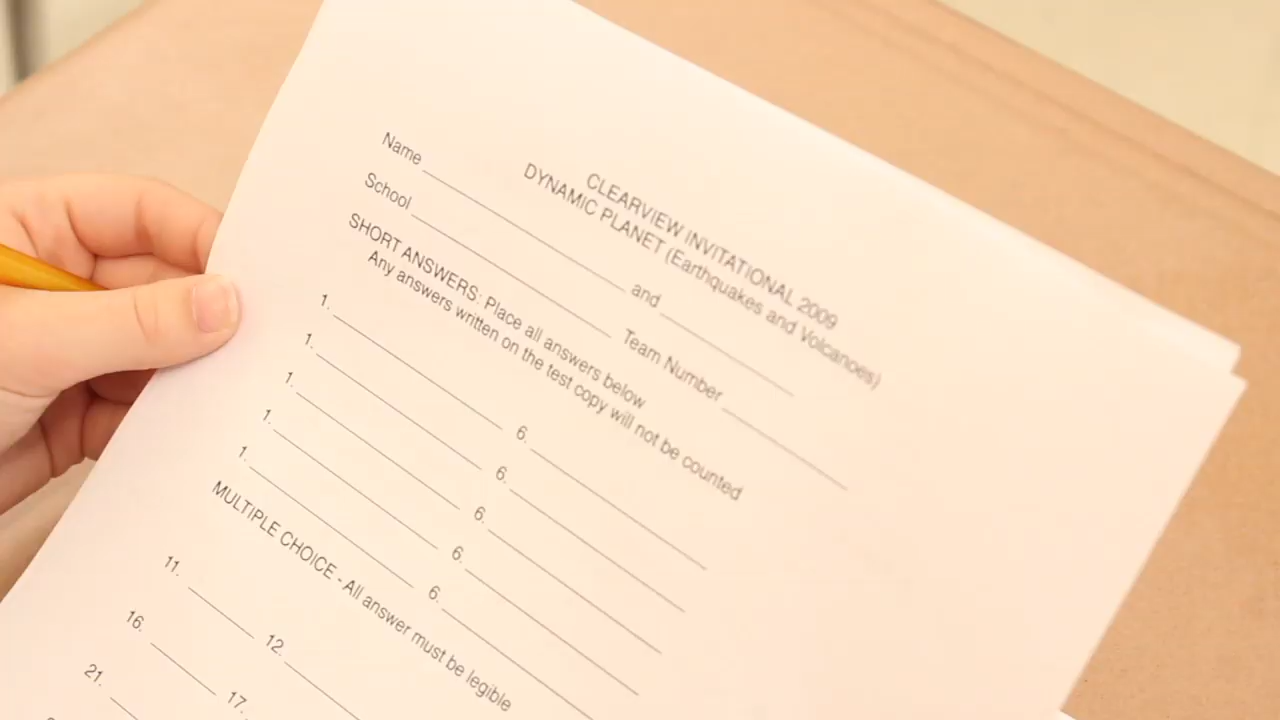 CLEARVIEW INVITATIONAL 2009
DYNAMIC PLANET (Earthquakes and Volcanoes)
Name and
School Team Number
SHORT ANSWERS: Place all answers below
Any answers written on the test copy will not be counted
1. 6.
1. 6.
1. 6.
1. 6.
1. 6.
MULTIPLE CHOICE - All answer must be legible
11. 12.
16. 17.
21.